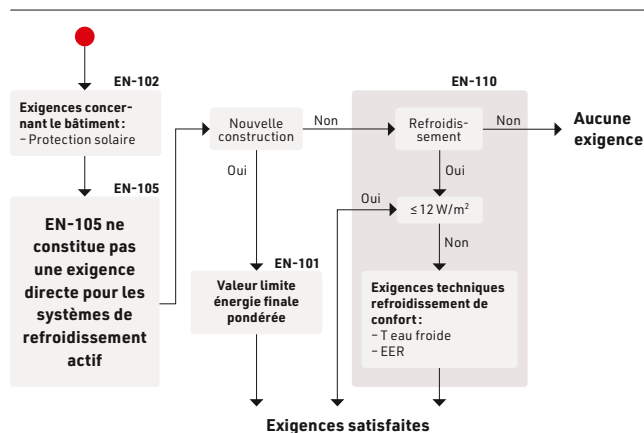 EN-102
Exigences concer-
nant le bâtiment :
– Protection solaire
EN-105
EN-105 ne
constitue pas
une exigence
directe pour les
systèmes de
refroidissement
actif
Nouvelle
construction
Non
Oui
EN-101
Valeur limite
énergie finale
pondérée
EN-110
Refroidis-
sement
Non
Aucune
exigence
Oui
Oui
≤ 12 W/m²
Non
Exigences techniques
refroidissement de
confort :
– T eau froide
– EER
Exigences satisfaites